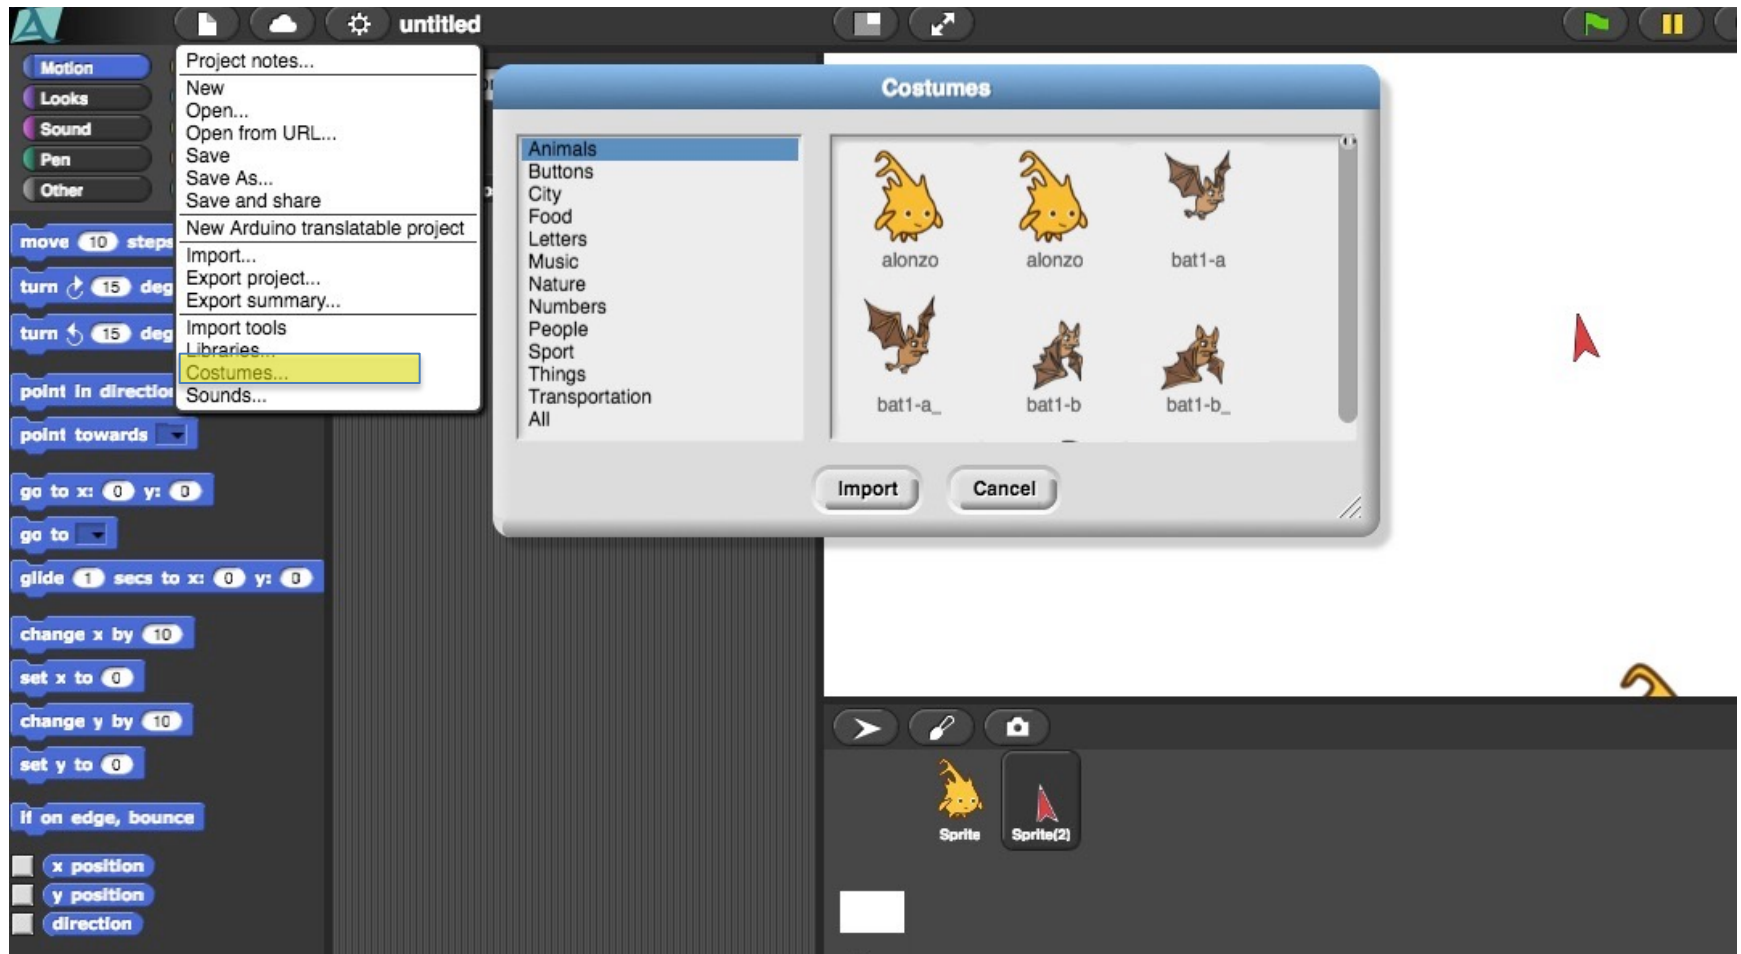 untitled
Motion
Looks
Sound
Pen
Other
Project notes...
New
Open...
Open from URL...
Save
Save As...
Save and share
New Arduino translatable project
Import...
Export project...
Export summary...
Import tools
Libraries...
Costumes...
Sounds...
move 10 steps
turn 15 deg
turn 15 deg
point in direction
point towards
go to x: 0 y: 0
go to
glide 1 secs to x: 0 y: 0
change x by 10
set x to 0
change y by 10
set y to 0
if on edge, bounce
x position
y position
direction
Costumes
Animals
Buttons
City
Food
Letters
Music
Nature
Numbers
People
Sport
Things
Transportation
All
alonzo
alonzo
bat1-a
bat1-a_
bat1-b
bat1-b_
Import
Cancel
Sprite
Sprite(2)